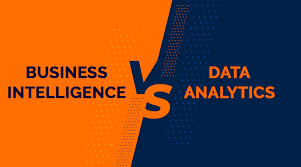 BUSINESS
INTELLIGENCE
VS
DATA
ANALYTICS